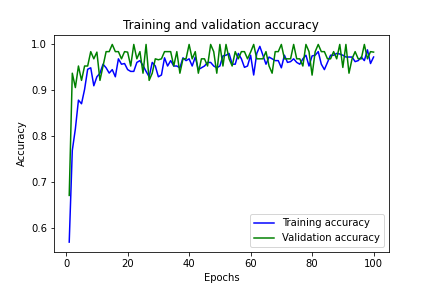 Training and validation accuracy
1.0
0.9
0.8
0.7
0.6
Accuracy
Training accuracy
Validation accuracy
0 20 40 60 80 100
Epochs